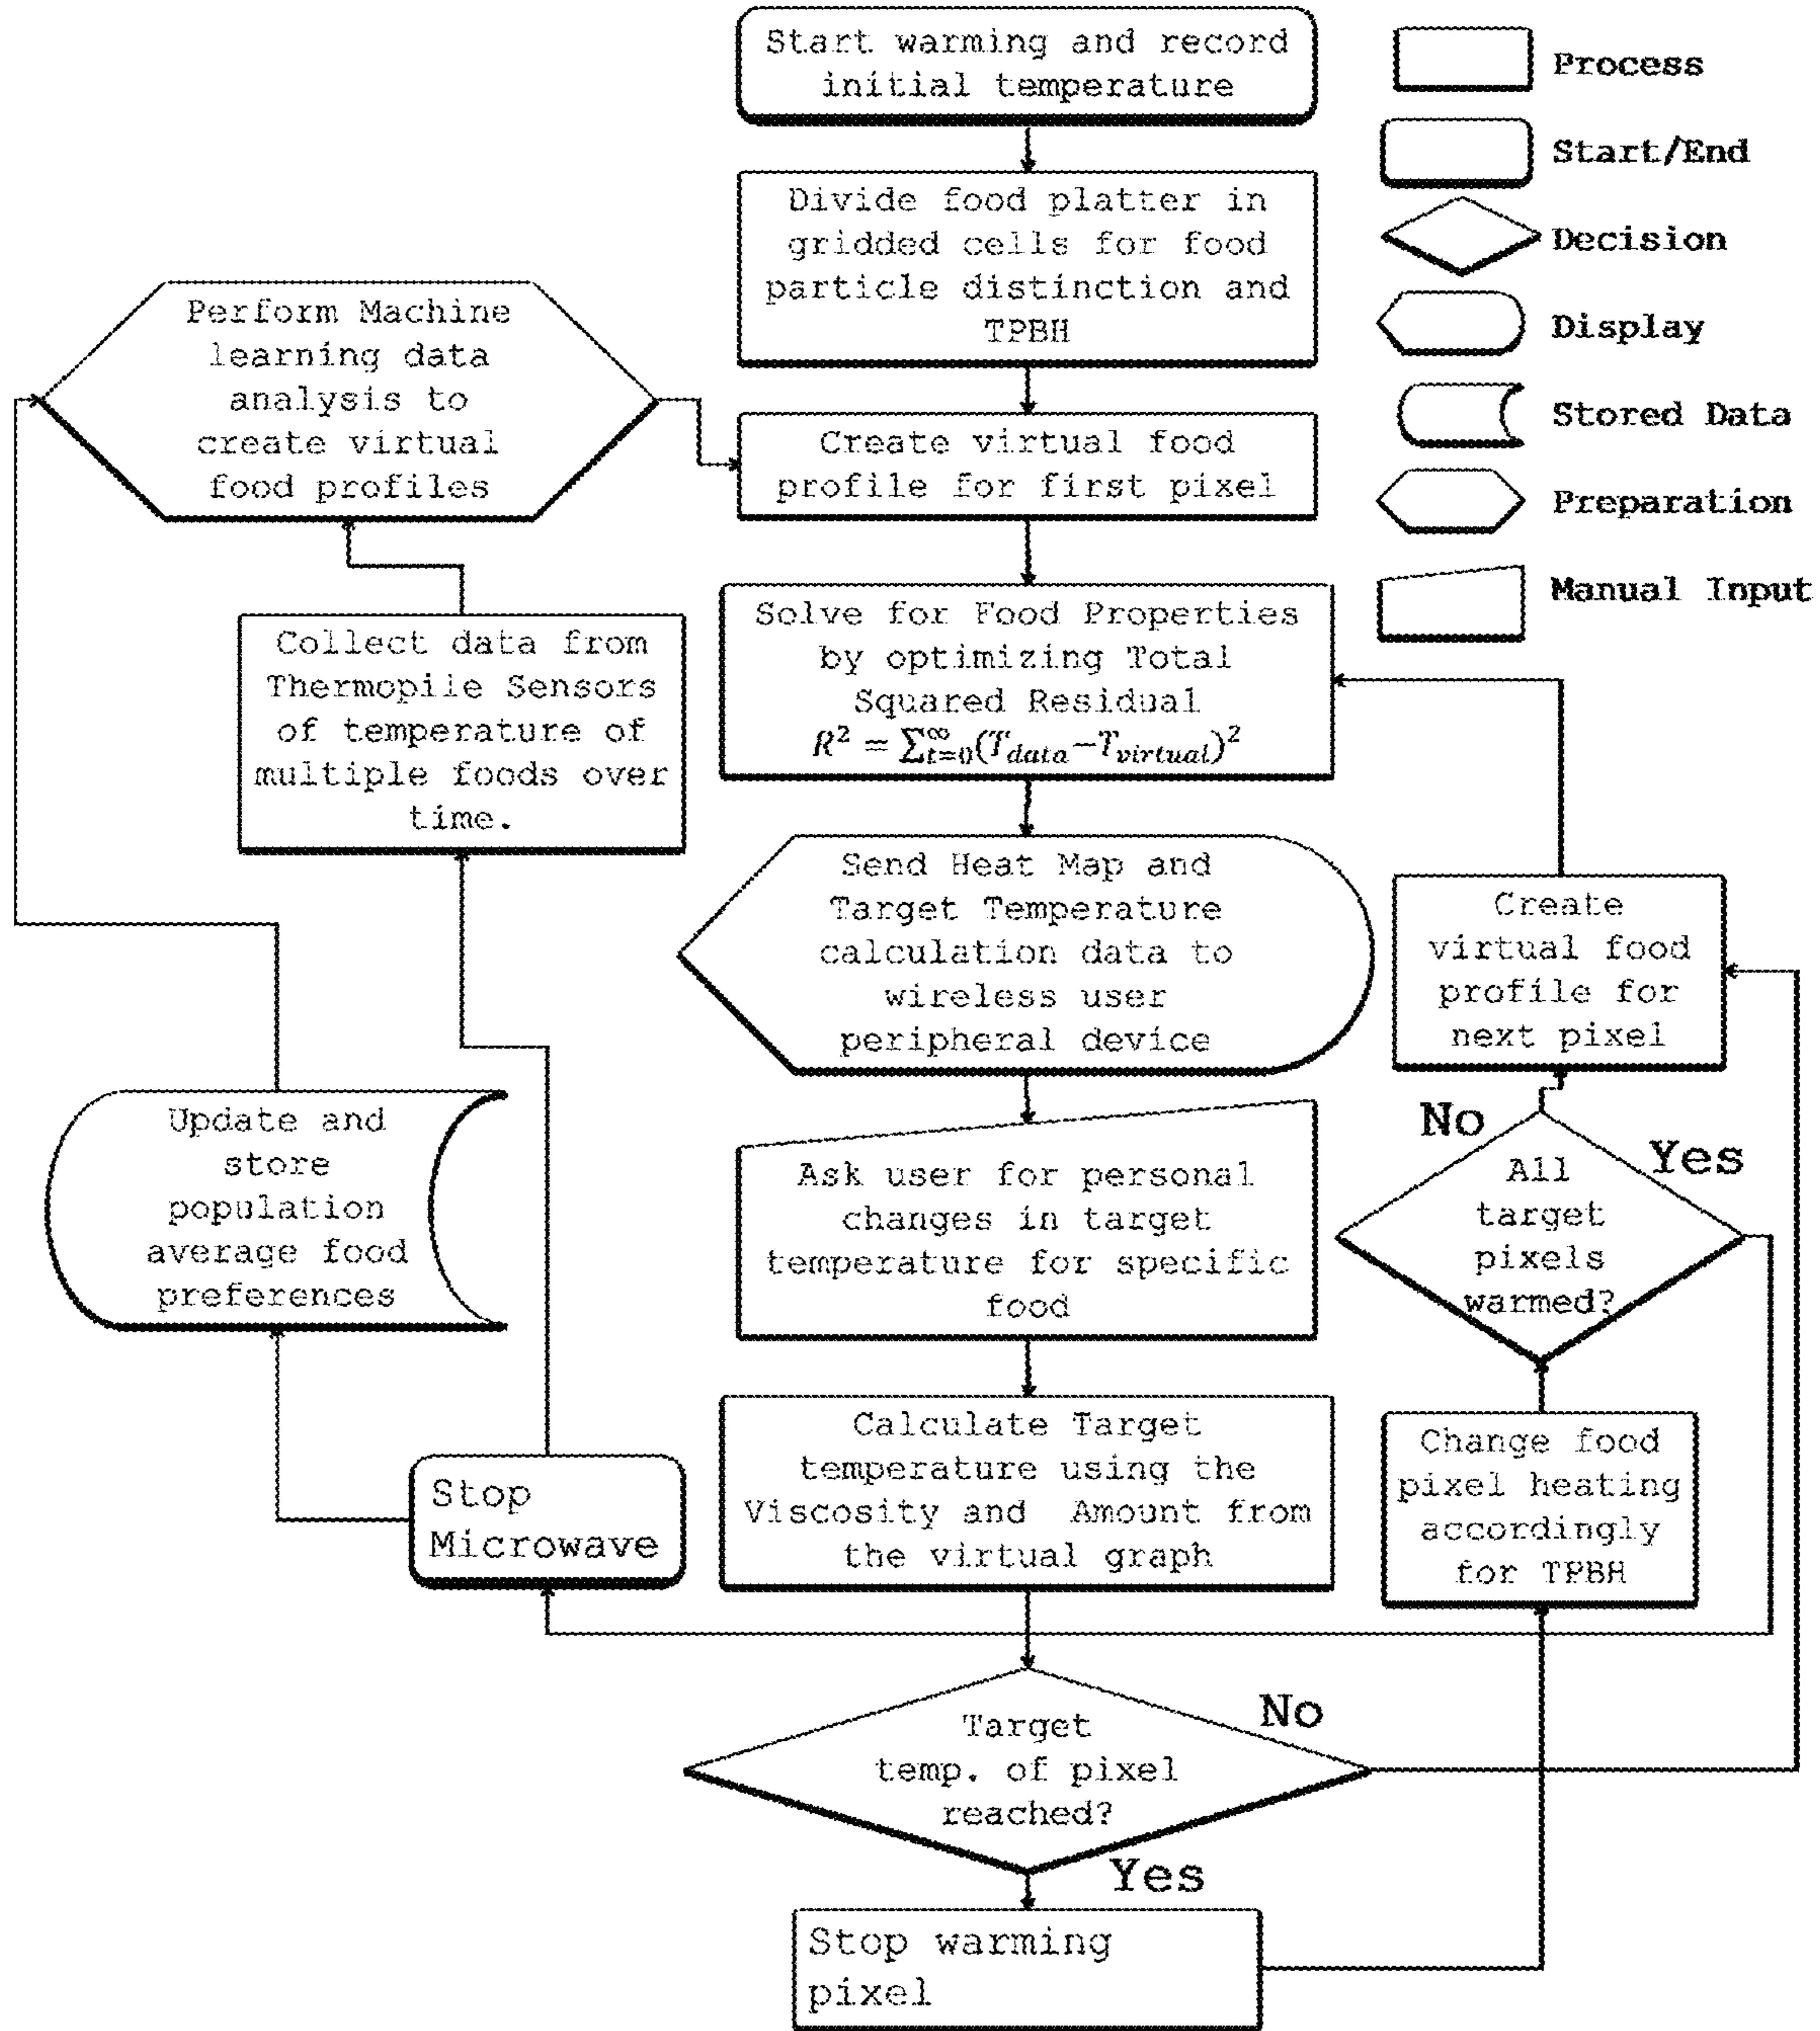 Start warming and record
initial temperature
Process
Start/End
Divide food platter in
gridded cells for food
particle distinction and
TPBH
Decision
Display
Stored Data
Preparation
Manual Input
Perform Machine
learning data
analysis to
create virtual
food profiles
Create virtual food
profile for first pixel
Collect data from
Thermopile Sensors
of temperature of
multiple foods over
time.
Solve for Food Properties
by optimizing Total
Squared Residual
R² = ∑_{t=0}^{∞}(T_{data}−T_{virtual})²
Send Heat Map and
Target Temperature
calculation data to
wireless user
peripheral device
Create
virtual food
profile for
next pixel
Update and
store
population
average food
preferences
Ask user for personal
changes in target
temperature for specific
food
No
Yes
All
target
pixels
warmed?
Stop
Microwave
Calculate Target
temperature using the
Viscosity and Amount from
the virtual graph
Change food
pixel heating
accordingly
for TPBH
Target
temp. of pixel
reached?
No
Yes
Stop warming
pixel